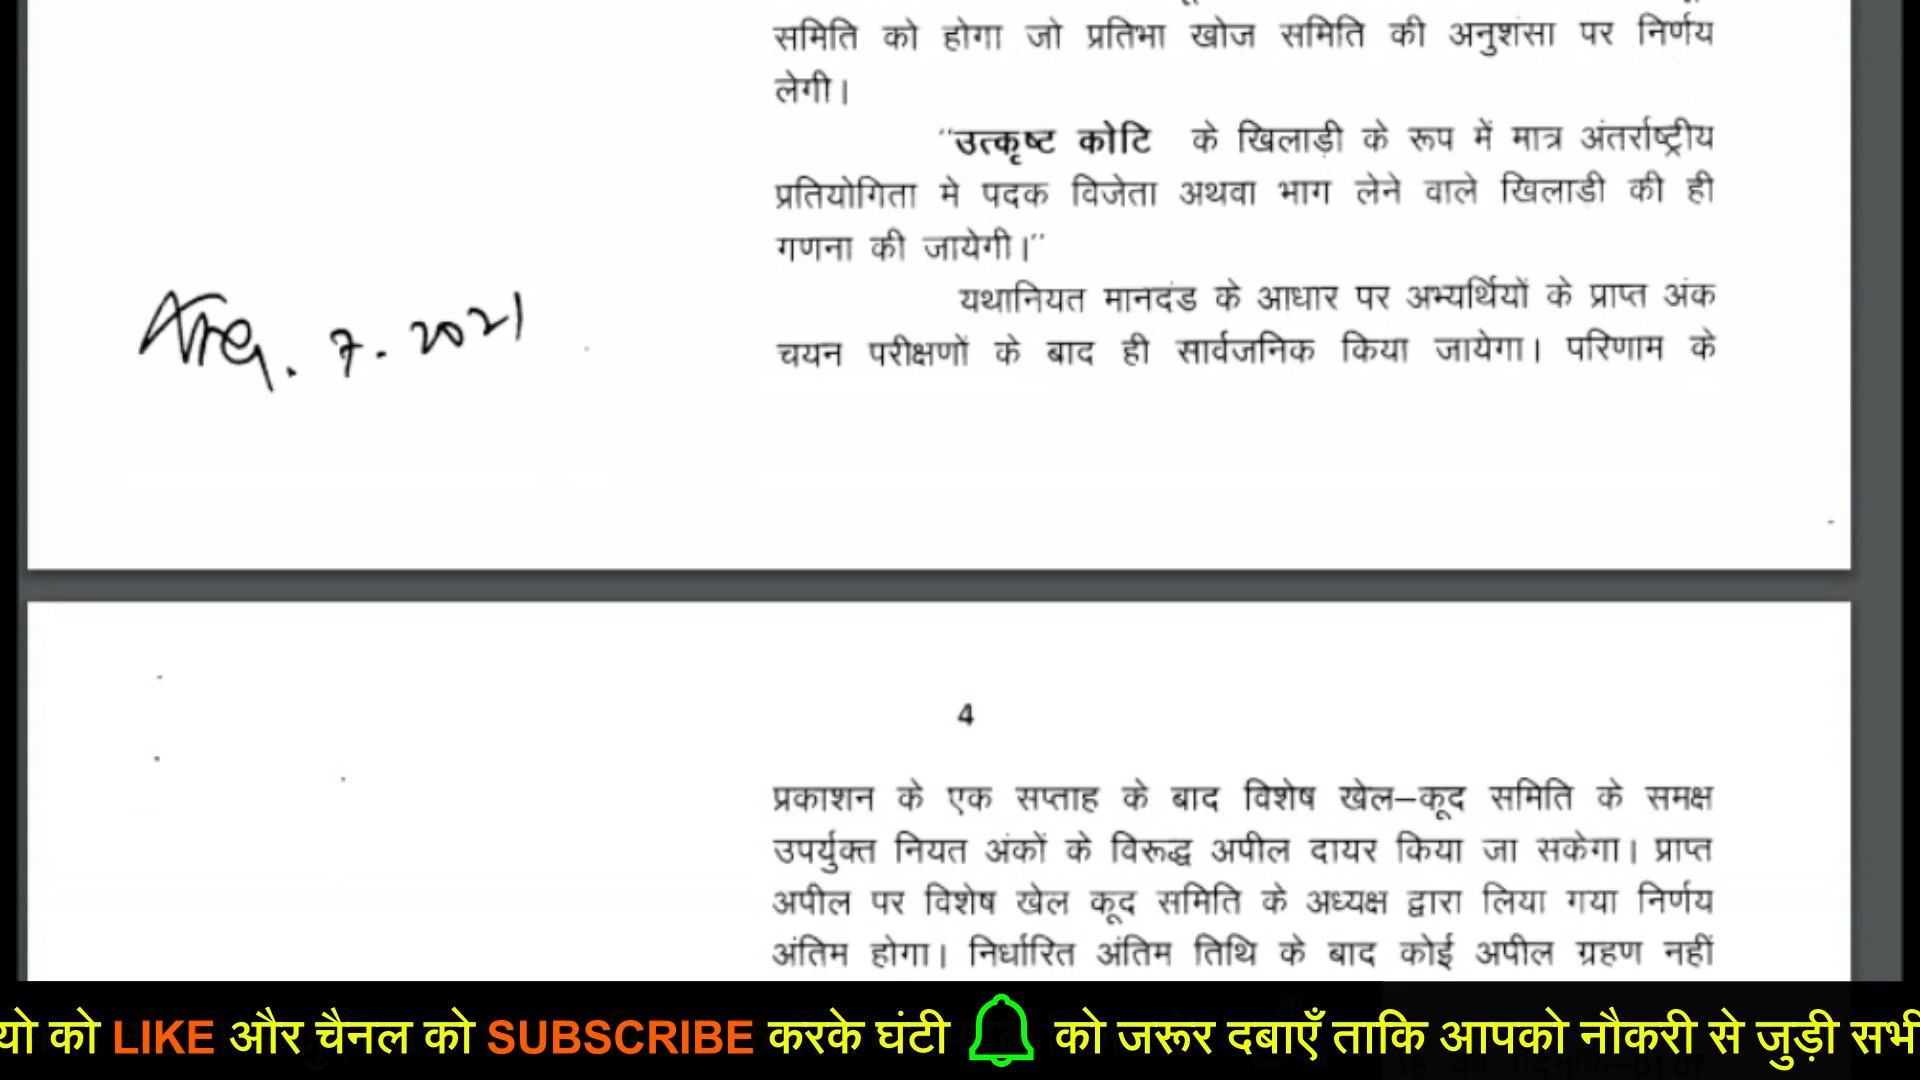 समिति को होगा जो प्रतिभा खोज समिति की अनुशंसा पर निर्णय
लेगी।
"उत्कृष्ट कोटि के खिलाड़ी के रूप में मात्र अंतर्राष्ट्रीय
प्रतियोगिता मे पदक विजेता अथवा भाग लेने वाले खिलाडी की ही
गणना की जायेगी।"
यथानियत मानदंड के आधार पर अभ्यर्थियों के प्राप्त अंक
चयन परीक्षणों के बाद ही सार्वजनिक किया जायेगा। परिणाम के
7. 2021
4
प्रकाशन के एक सप्ताह के बाद विशेष खेल–कूद समिति के समक्ष
उपर्युक्त नियत अंकों के विरूद्ध अपील दायर किया जा सकेगा। प्राप्त
अपील पर विशेष खेल कूद समिति के अध्यक्ष द्वारा लिया गया निर्णय
अंतिम होगा। निर्धारित अंतिम तिथि के बाद कोई अपील ग्रहण नहीं
यो को LIKE और चैनल को SUBSCRIBE करके घंटी को जरूर दबाएँ ताकि आपको नौकरी से जुड़ी सभी